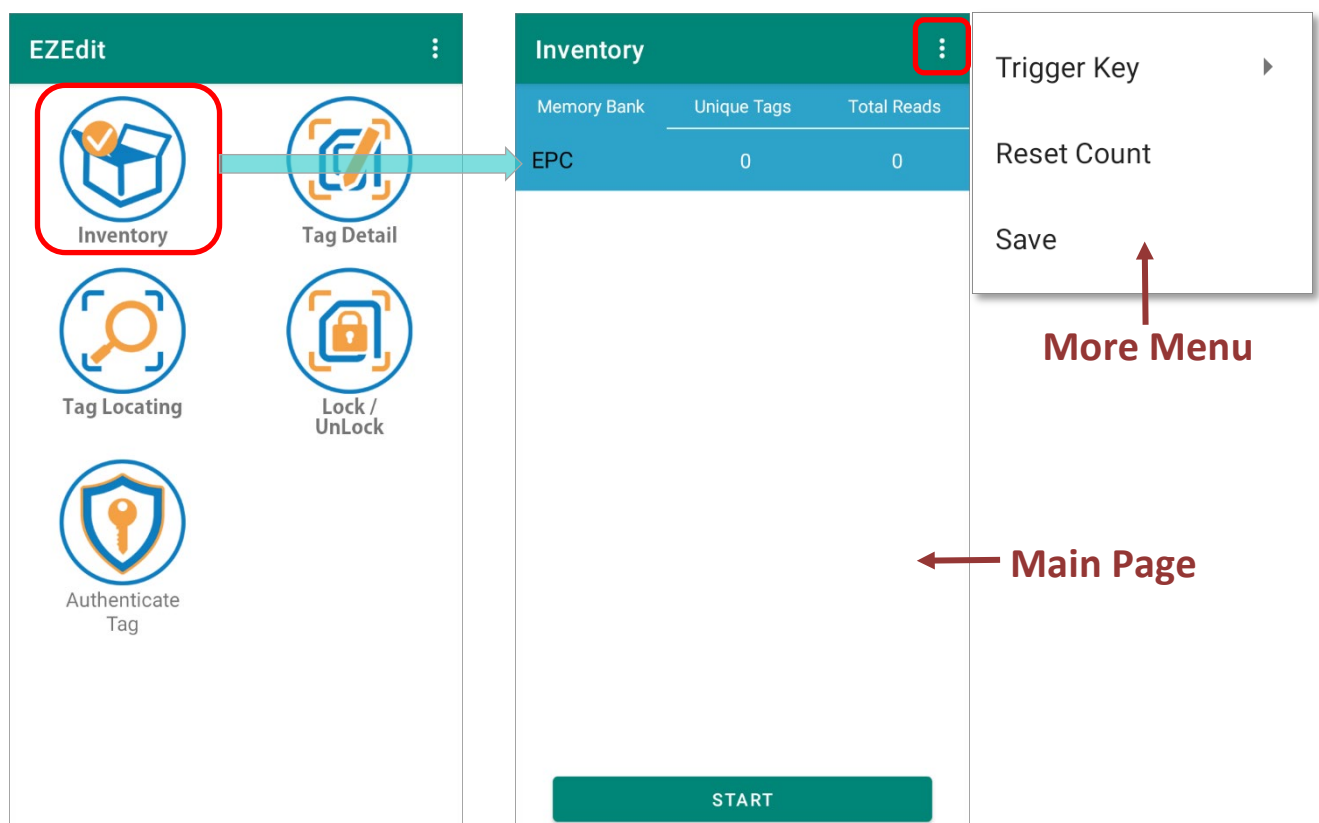 EZEdit
Inventory
Tag Detail
Tag Locating
Lock /
UnLock
Authenticate
Tag
Inventory
Memory Bank Unique Tags Total Reads
EPC 0 0
START
Trigger Key
Reset Count
Save
More Menu
Main Page